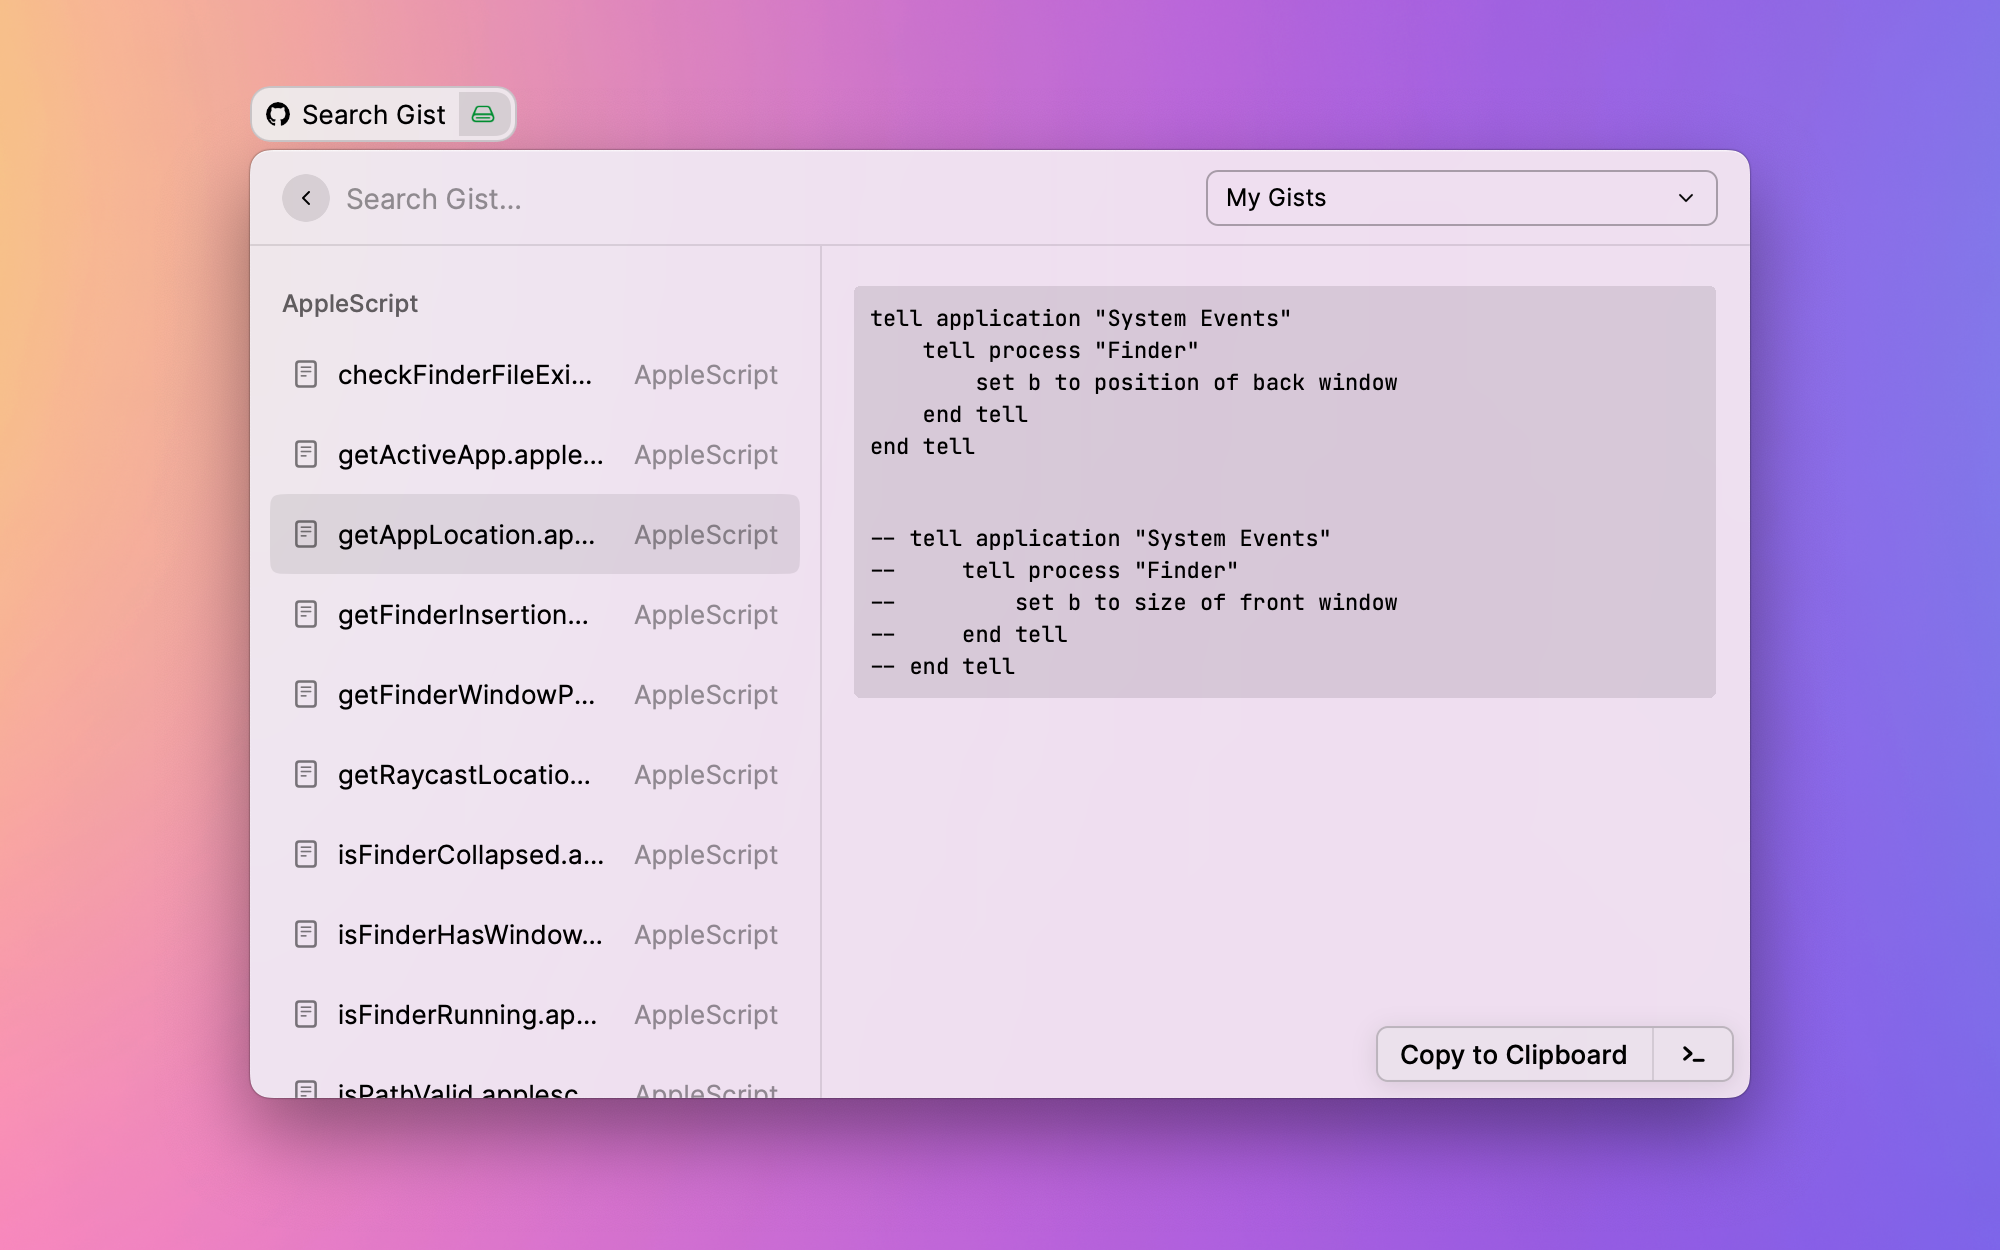 Search Gist
Search Gist...
My Gists
AppleScript
checkFinderFileExi... AppleScript
getActiveApp.apple... AppleScript
getAppLocation.ap... AppleScript
getFinderInsertion... AppleScript
getFinderWindowP... AppleScript
getRaycastLocatio... AppleScript
isFinderCollapsed.a... AppleScript
isFinderHasWindow... AppleScript
isFinderRunning.ap... AppleScript
isPathValid.applesc... AppleScript
tell application "System Events"
    tell process "Finder"
        set b to position of back window
    end tell
end tell
-- tell application "System Events"
--     tell process "Finder"
--         set b to size of front window
--     end tell
-- end tell
Copy to Clipboard